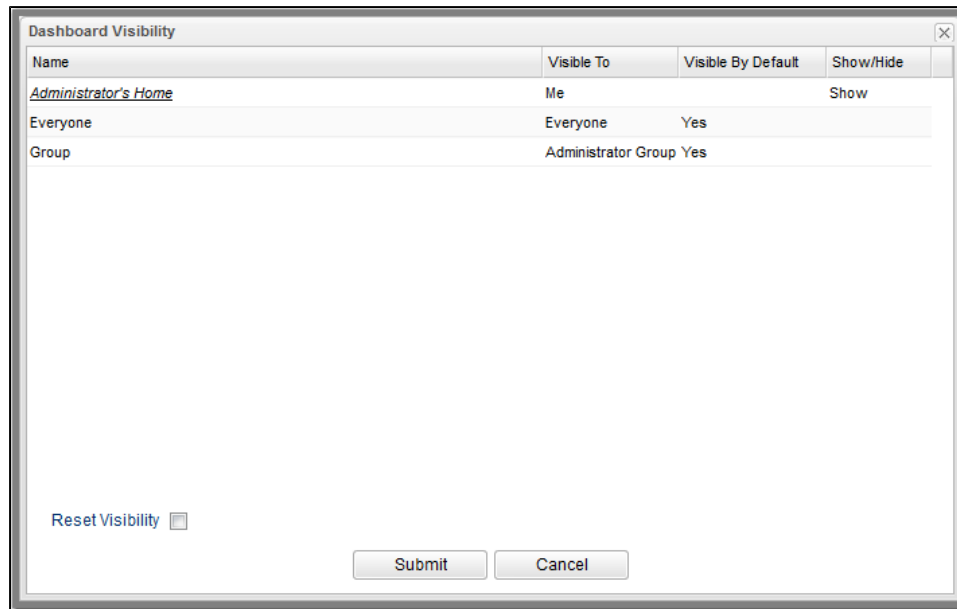 Dashboard Visibility
Name Visible To Visible By Default Show/Hide
Administrator's Home Me Show
Everyone Everyone Yes
Group Administrator Group Yes
Reset Visibility
Submit Cancel